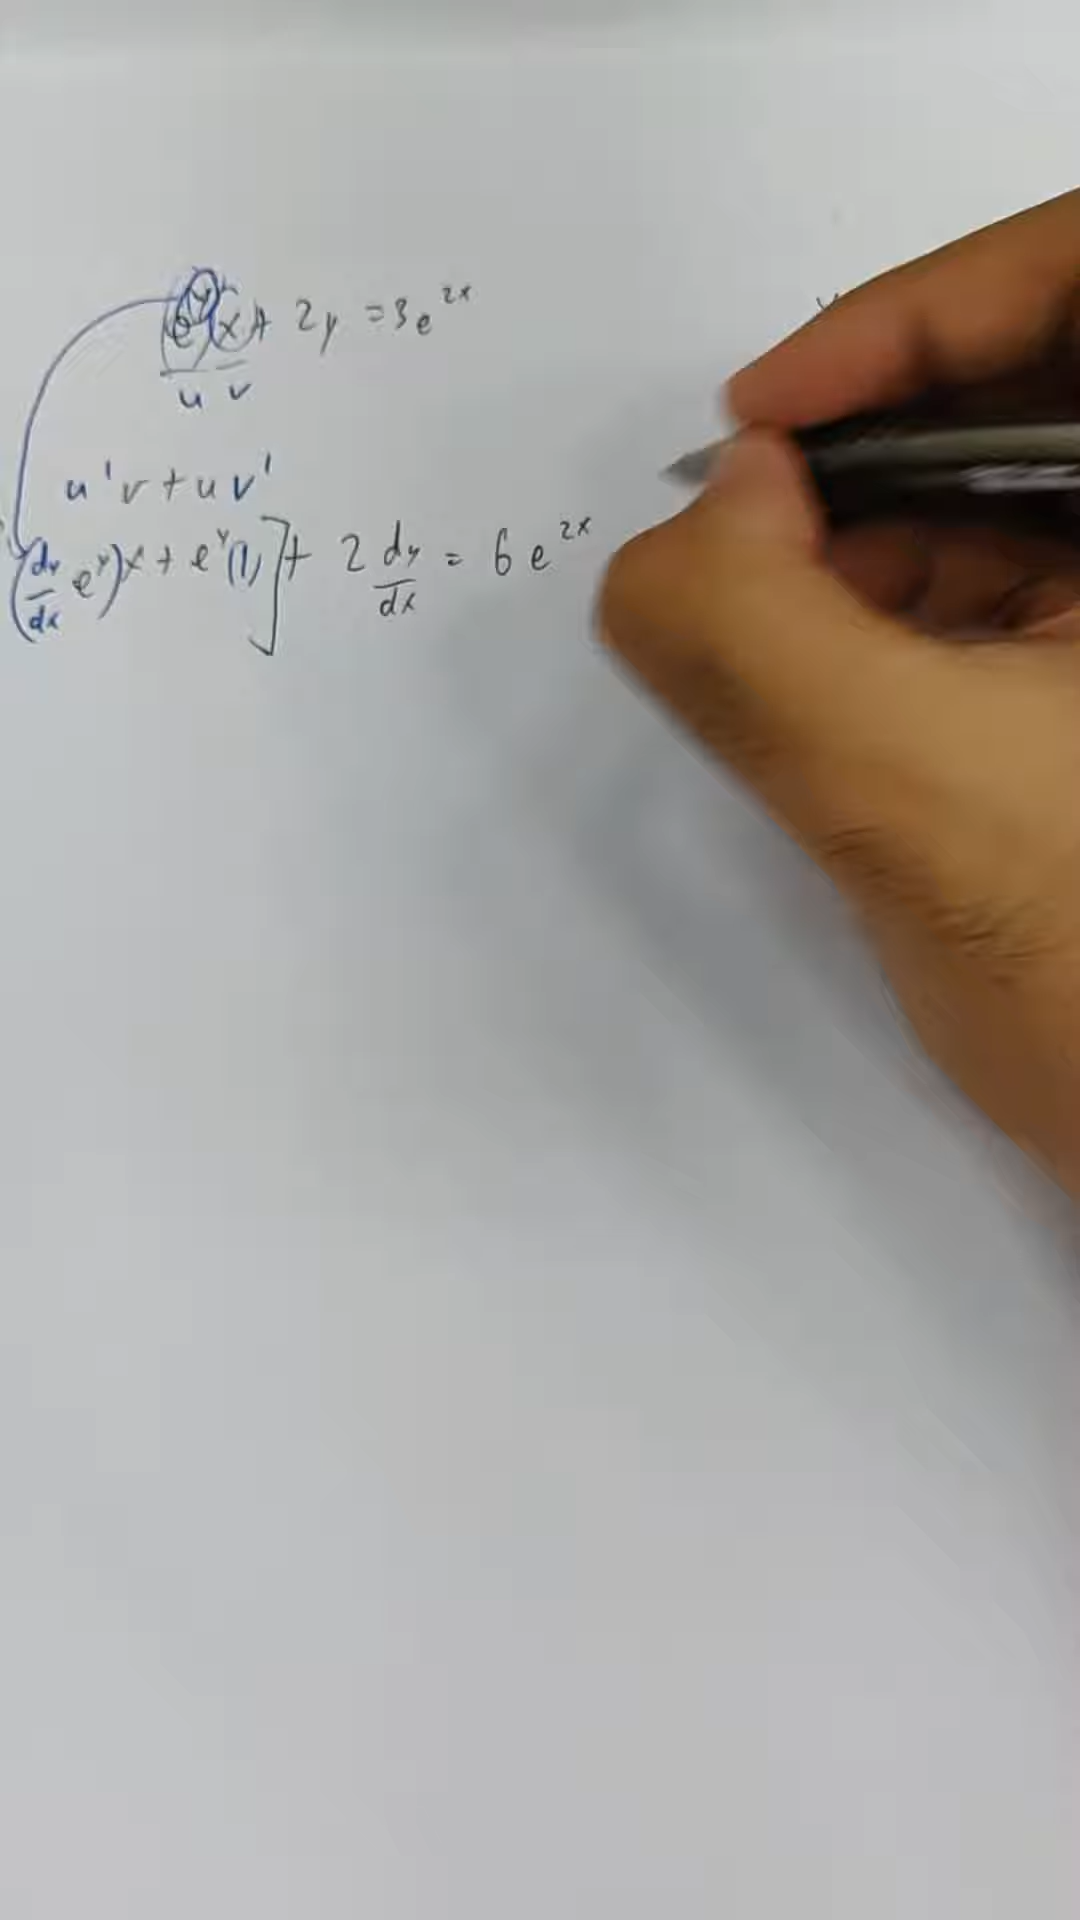 e^y x + 2y = 3e^{2x}
u v
u'v + uv'
(dy/dx e^y)x + e^y(1)] + 2 dy/dx = 6e^{2x}